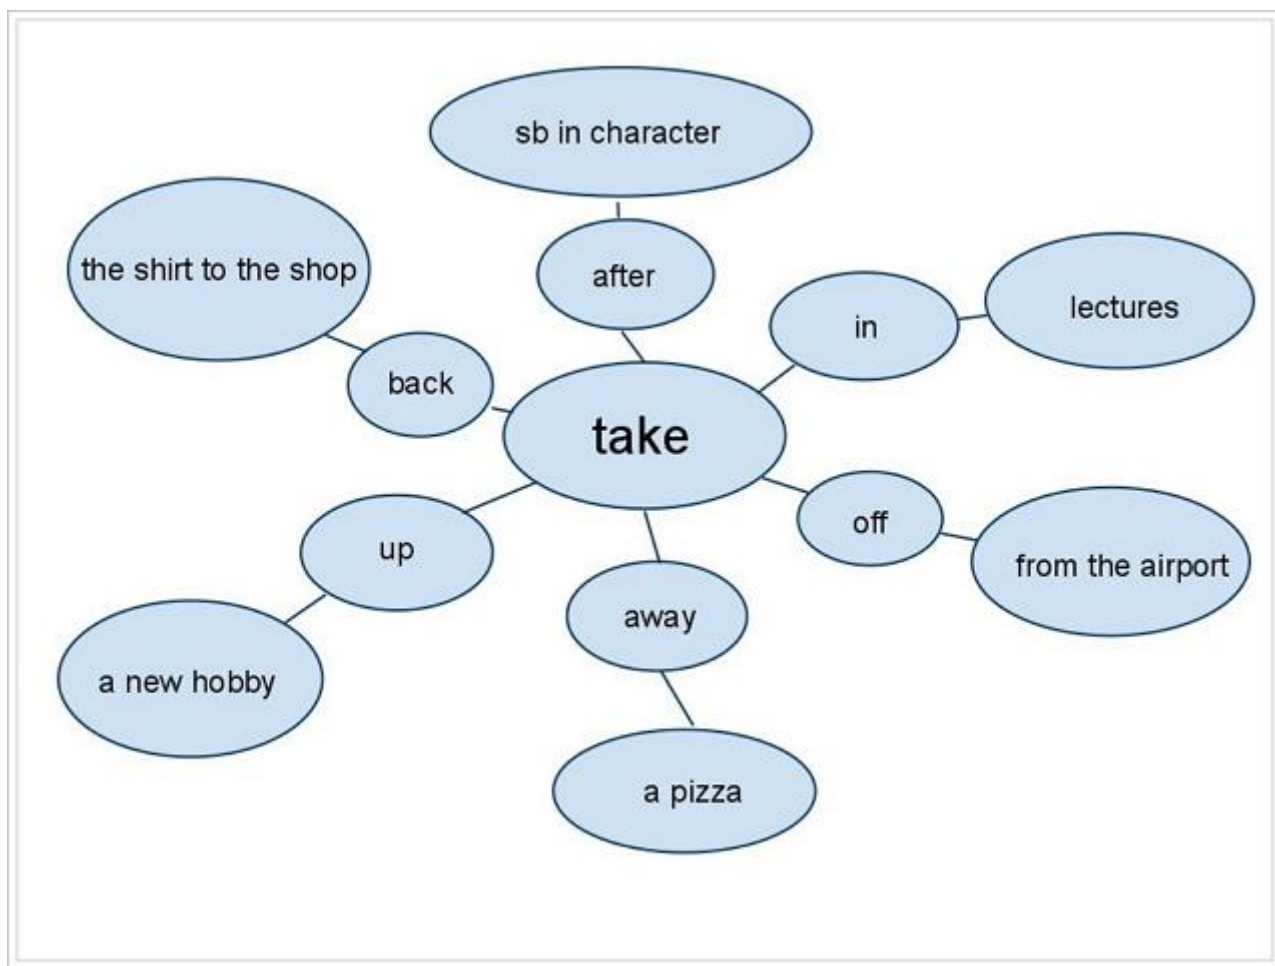 sb in character
the shirt to the shop
after
in
lectures
back
take
off
from the airport
up
away
a new hobby
a pizza